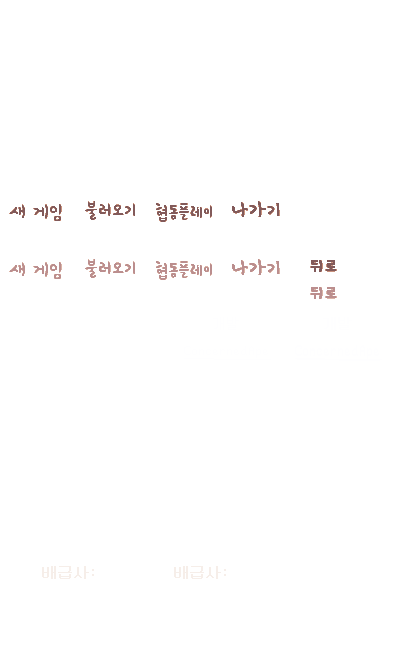 새 게임 불러오기 협동플레이 나가기
새 게임 불러오기 협동플레이 나가기 뒤로
뒤로
배급사: 배급사: